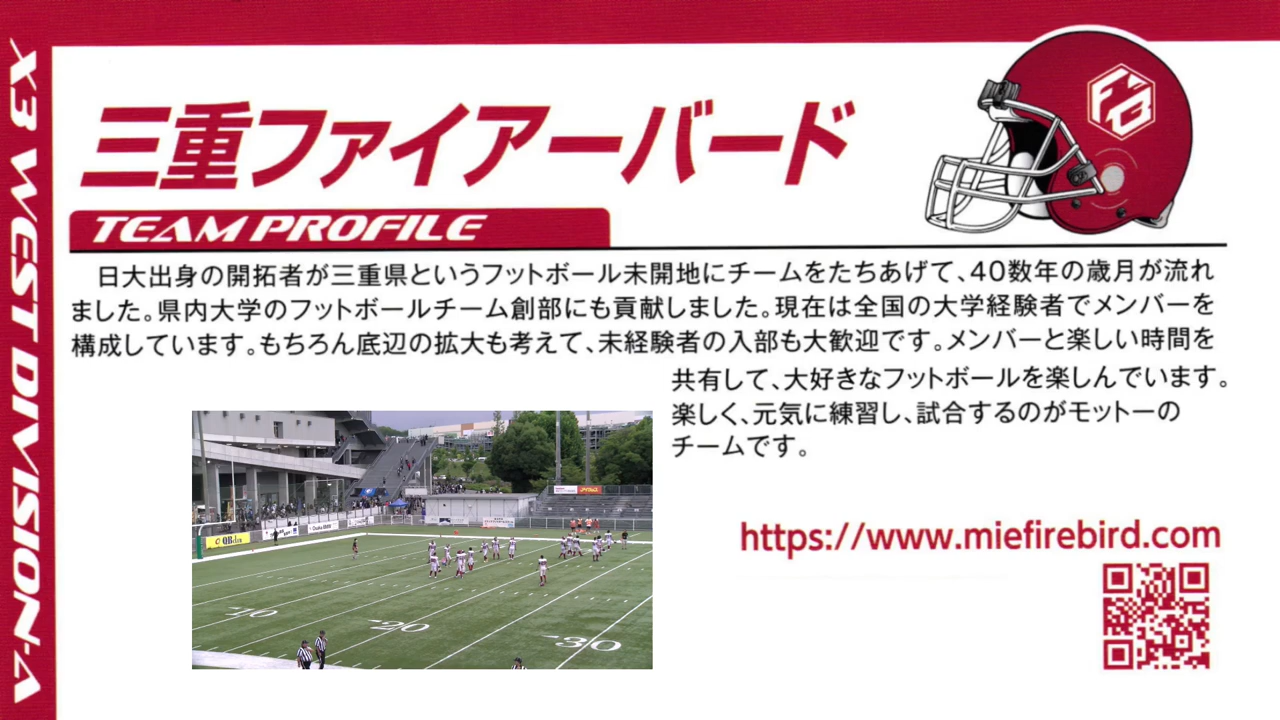 X3 WEST DIVISION-A
三重ファイアーバード
FB
TEAM PROFILE
日大出身の開拓者が三重県というフットボール未開地にチームをたちあげて、40数年の歳月が流れ
ました。県内大学のフットボールチーム創部にも貢献しました。現在は全国の大学経験者でメンバーを
構成しています。もちろん底辺の拡大も考えて、未経験者の入部も大歓迎です。メンバーと楽しい時間を
共有して、大好きなフットボールを楽しんでいます。
楽しく、元気に練習し、試合するのがモットーの
チームです。
QB
10
20
30
https://www.miefirebird.com